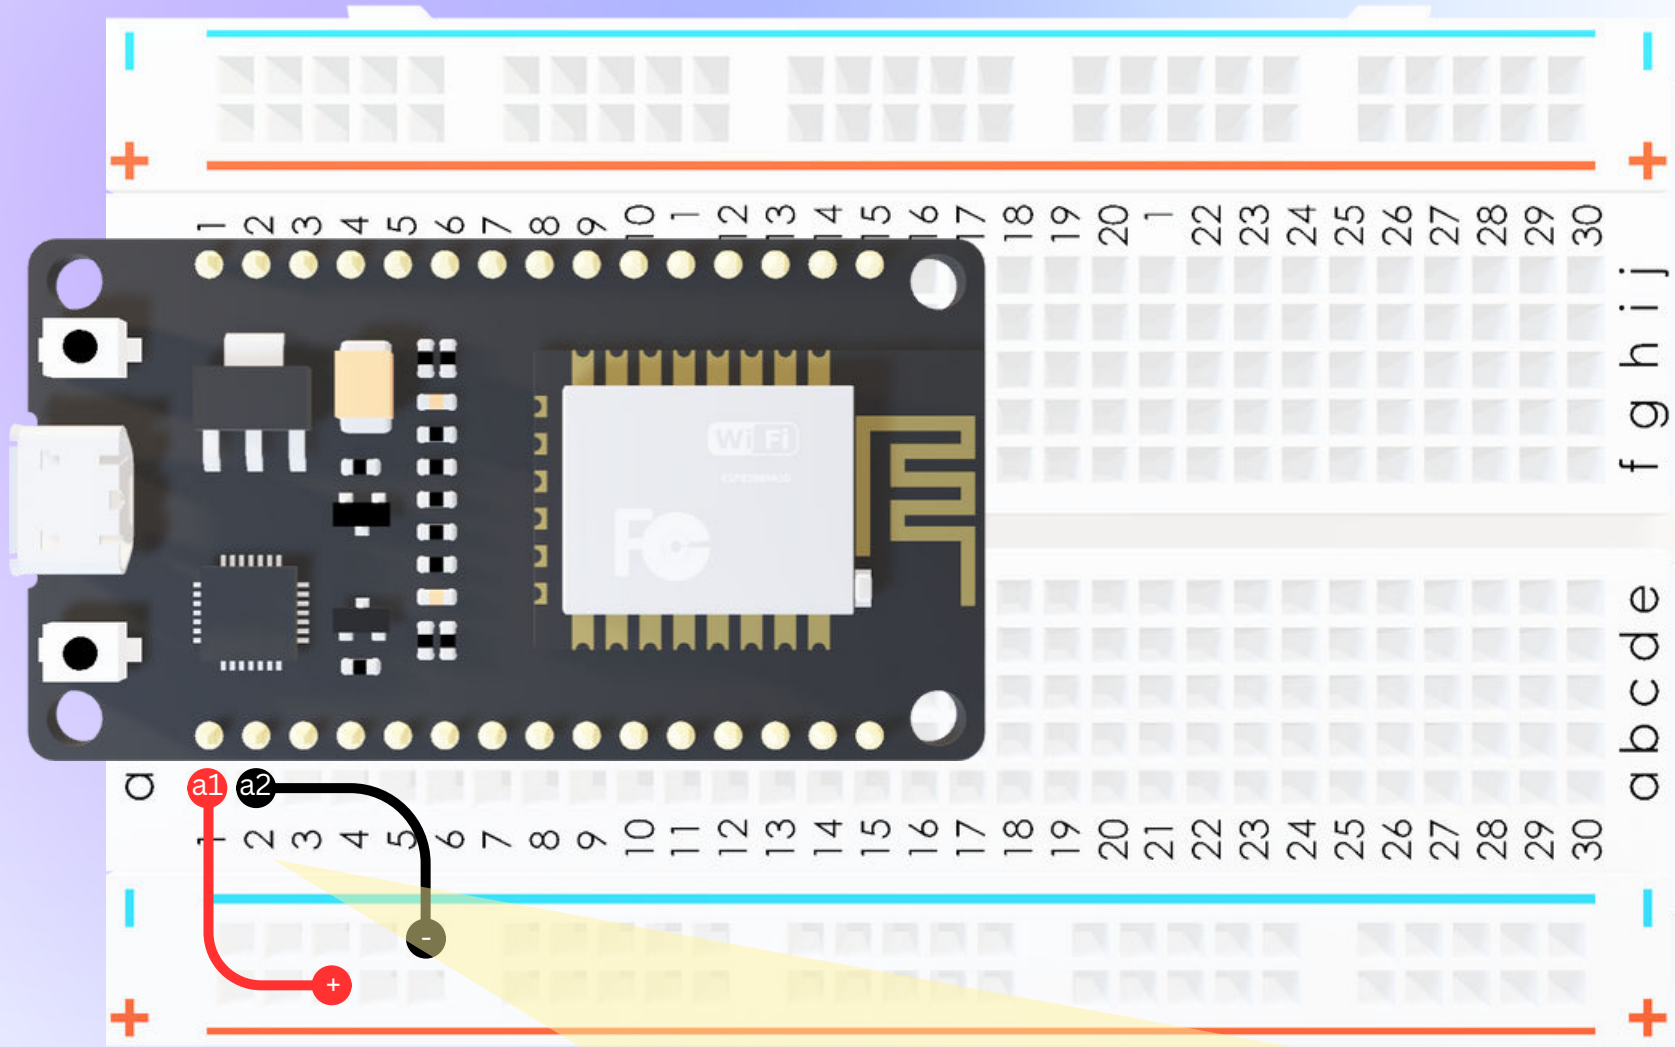 - -
+ +
1 2 3 4 5 6 7 8 9 10 1 12 13 14 15 16 17 18 19 20 1 22 23 24 25 26 27 28 29 30
j
i
h
g
f
WiFi
FC
e
d
c
b
a a1 a2 a
1 2 3 4 5 6 7 8 9 10 11 12 13 14 15 16 17 18 19 20 21 22 23 24 25 26 27 28 29 30
- -
-
+
+ +